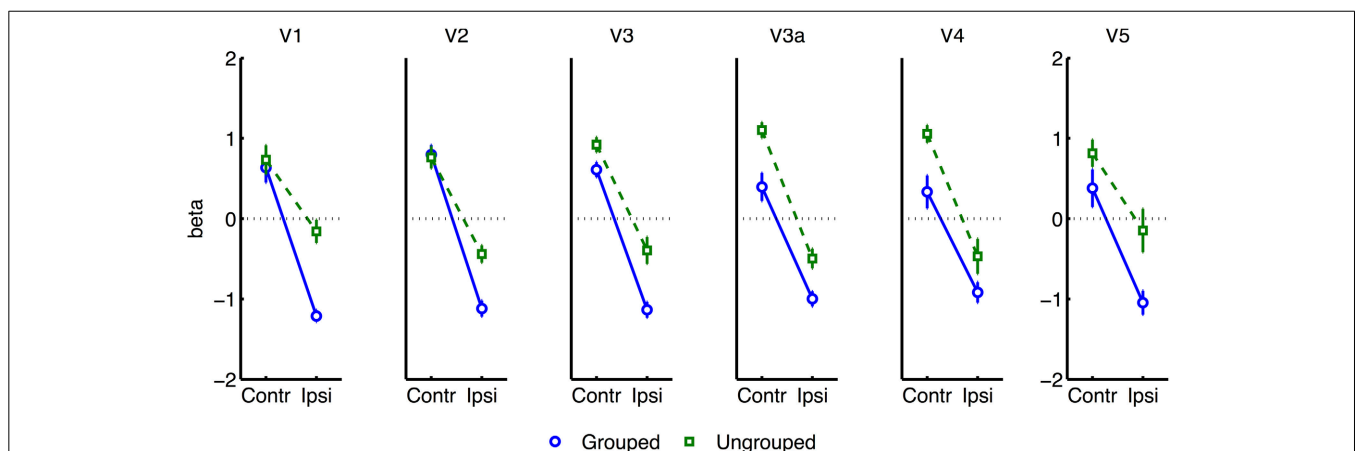 V1 V2 V3 V3a V4 V5
2 2
1 1
beta 0 0
−1 −1
−2 −2
Contr Ipsi Contr Ipsi Contr Ipsi Contr Ipsi Contr Ipsi Contr Ipsi
Grouped Ungrouped